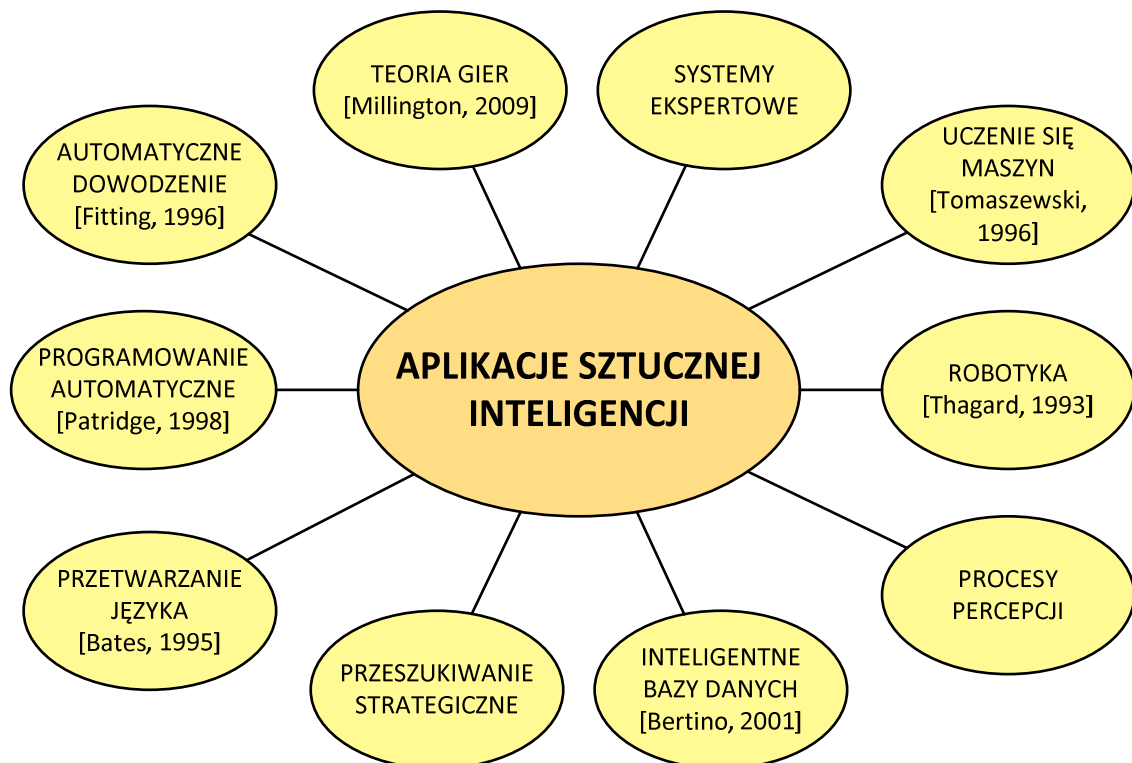 TEORIA GIER
[Millington, 2009]
SYSTEMY
EKSPERTOWE
AUTOMATYCZNE
DOWODZENIE
[Fitting, 1996]
UCZENIE SIĘ
MASZYN
[Tomaszewski,
1996]
PROGRAMOWANIE
AUTOMATYCZNE
[Patridge, 1998]
APLIKACJE SZTUCZNEJ
INTELIGENCJI
ROBOTYKA
[Thagard, 1993]
PRZETWARZANIE
JĘZYKA
[Bates, 1995]
PROCESY
PERCEPCJI
PRZESZUKIWANIE
STRATEGICZNE
INTELIGENTNE
BAZY DANYCH
[Bertino, 2001]